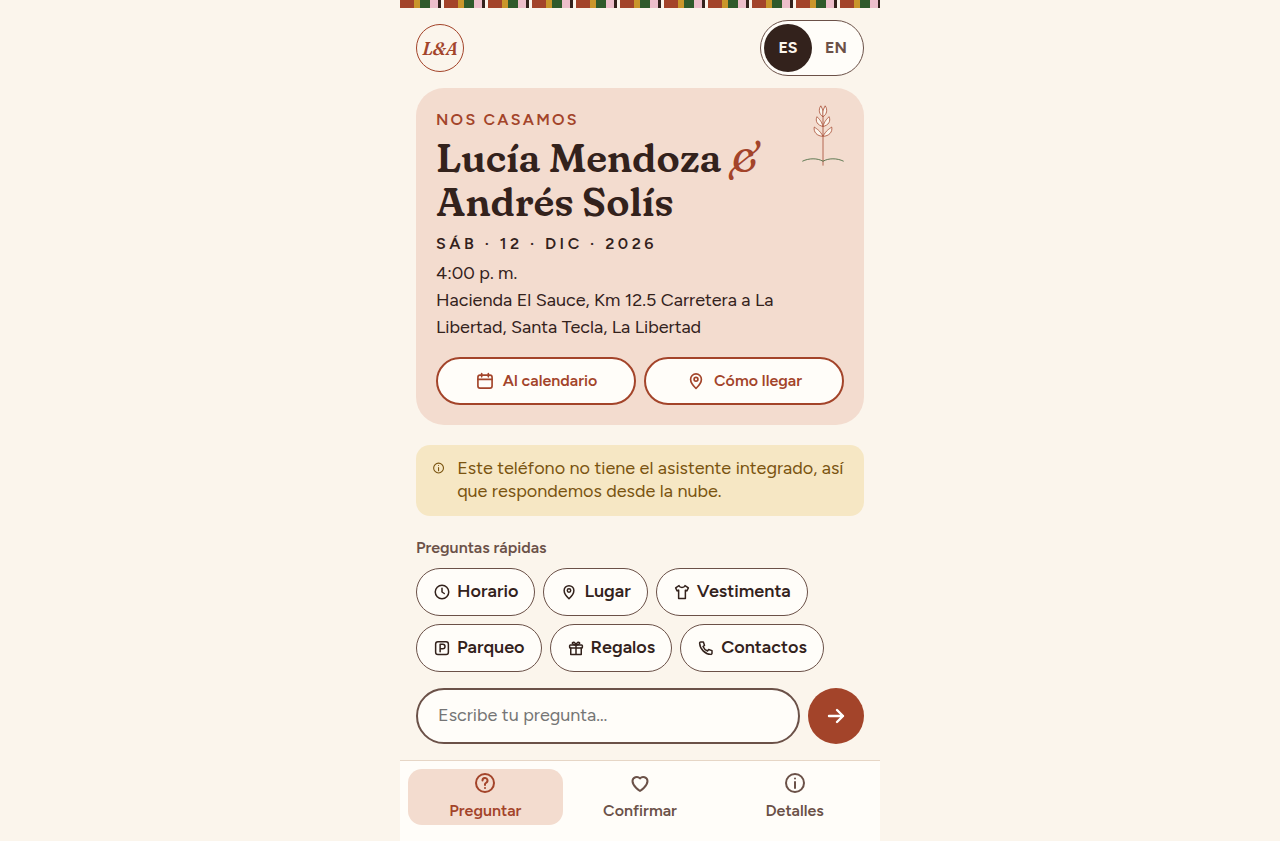 L&A
ES EN
NOS CASAMOS
Lucía Mendoza &
Andrés Solís
SÁB · 12 · DIC · 2026
4:00 p. m.
Hacienda El Sauce, Km 12.5 Carretera a La
Libertad, Santa Tecla, La Libertad
Al calendario Cómo llegar
Este teléfono no tiene el asistente integrado, así
que respondemos desde la nube.
Preguntas rápidas
Horario Lugar Vestimenta
Parqueo Regalos Contactos
Escribe tu pregunta...
Preguntar Confirmar Detalles